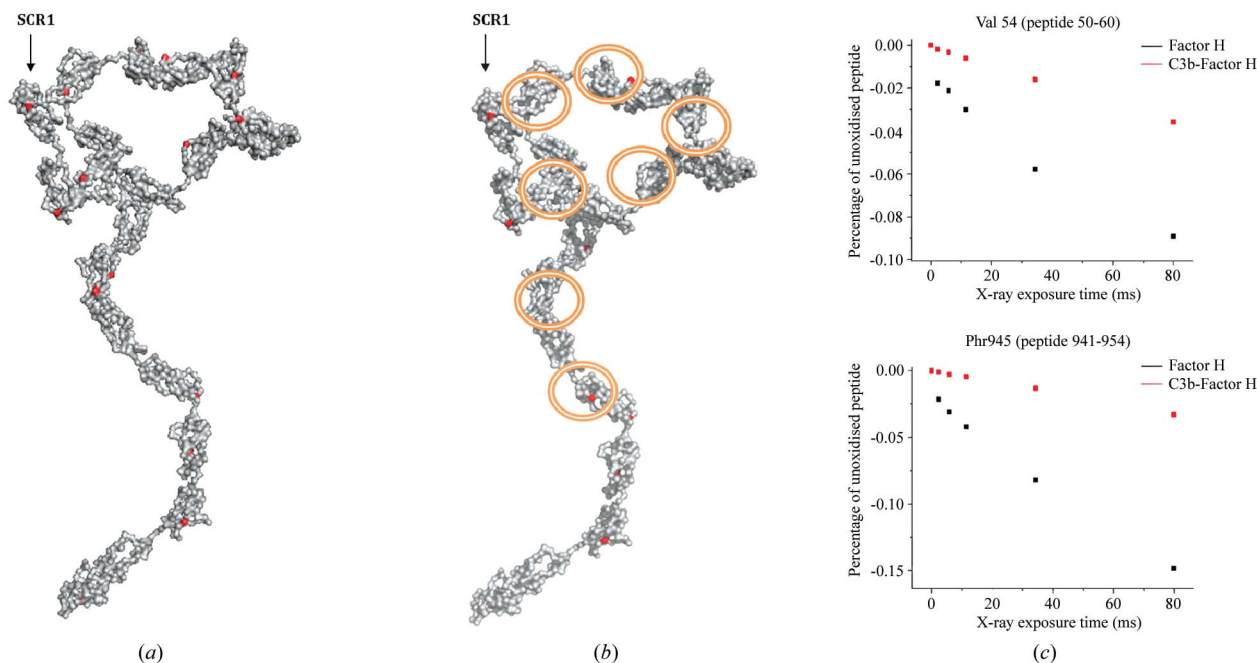 SCR1
(a)
SCR1
(b)
Val 54 (peptide 50-60)
Percentage of unoxidised peptide
0.00
-0.02
-0.04
-0.06
-0.08
-0.10
0 20 40 60 80
X-ray exposure time (ms)
Factor H
C3b-Factor H
Phr945 (peptide 941-954)
Percentage of unoxidised peptide
0.00
-0.05
-0.10
-0.15
0 20 40 60 80
X-ray exposure time (ms)
Factor H
C3b-Factor H
(c)